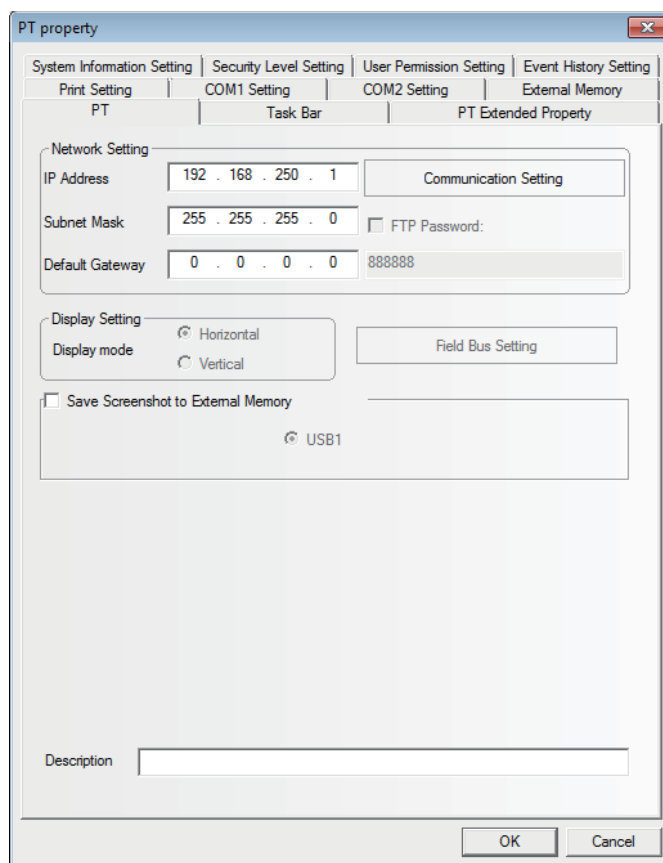 PT property
System Information Setting Security Level Setting User Permission Setting Event History Setting
Print Setting COM1 Setting COM2 Setting External Memory
PT Task Bar PT Extended Property
Network Setting
IP Address 192 . 168 . 250 . 1 Communication Setting
Subnet Mask 255 . 255 . 255 . 0 FTP Password:
Default Gateway 0 . 0 . 0 . 0 888888
Display Setting
Display mode Horizontal
Vertical
Field Bus Setting
Save Screenshot to External Memory
USB1
Description
OK Cancel